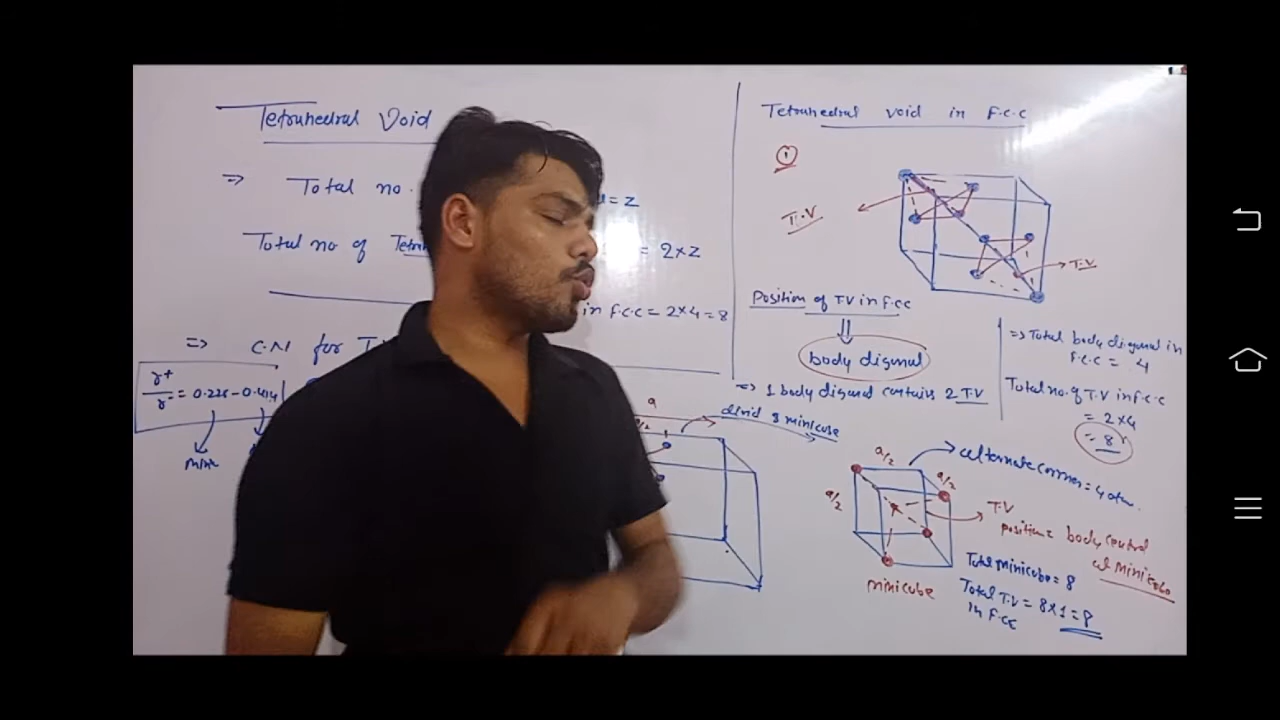 Tetrahedral Void
=> Total no.
= Z
Total no of Tetra
= 2×Z
in f.c.c = 2×4 = 8
=> C.N for T.
r+/r- = 0.225 - 0.414
mini
a
divid 8 minicube
Tetrahedral void in f.c.c
①
T.V
T.V
Position of T.V in f.c.c
body digonal
=> 1 body digonal contains 2 T.V
=> Total body digonal in
f.c.c = 4
Total no. of T.V in f.c.c
= 2×4
= 8
a/2
a/2
a/2
alternate corner = 4 atom.
T.V
position = body central
of minicube
minicube
Total minicube = 8
Total T.V = 8×1 = 8
in f.c.c